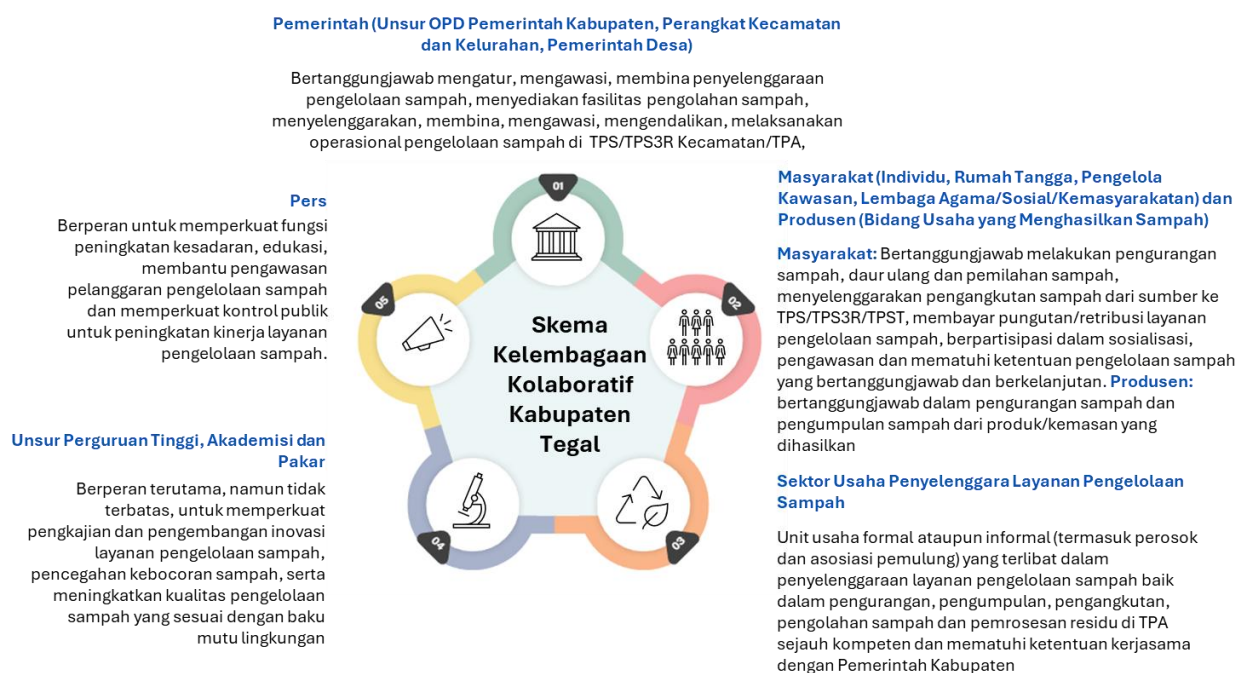 Pemerintah (Unsur OPD Pemerintah Kabupaten, Perangkat Kecamatan
dan Kelurahan, Pemerintah Desa)
Bertanggungjawab mengatur, mengawasi, membina penyelenggaraan
pengelolaan sampah, menyediakan fasilitas pengolahan sampah,
menyelenggarakan, membina, mengawasi, mengendalikan, melaksanakan
operasional pengelolaan sampah di TPS/TPS3R Kecamatan/TPA,
01
Masyarakat (Individu, Rumah Tangga, Pengelola
Kawasan, Lembaga Agama/Sosial/Kemasyarakatan) dan
Produsen (Bidang Usaha yang Menghasilkan Sampah)
Masyarakat: Bertanggungjawab melakukan pengurangan
sampah, daur ulang dan pemilahan sampah,
menyelenggarakan pengangkutan sampah dari sumber ke
TPS/TPS3R/TPST, membayar pungutan/retribusi layanan
pengelolaan sampah, berpartisipasi dalam sosialisasi,
pengawasan dan mematuhi ketentuan pengelolaan sampah
yang bertanggungjawab dan berkelanjutan. Produsen:
bertanggungjawab dalam pengurangan sampah dan
pengumpulan sampah dari produk/kemasan yang
dihasilkan
02
Sektor Usaha Penyelenggara Layanan Pengelolaan
Sampah
Unit usaha formal ataupun informal (termasuk perosok
dan asosiasi pemulung) yang terlibat dalam
penyelenggaraan layanan pengelolaan sampah baik
dalam pengurangan, pengumpulan, pengangkutan,
pengolahan sampah dan pemrosesan residu di TPA
sejauh kompeten dan mematuhi ketentuan kerjasama
dengan Pemerintah Kabupaten
03
Unsur Perguruan Tinggi, Akademisi dan
Pakar
Berperan terutama, namun tidak
terbatas, untuk memperkuat
pengkajian dan pengembangan inovasi
layanan pengelolaan sampah,
pencegahan kebocoran sampah, serta
meningkatkan kualitas pengelolaan
sampah yang sesuai dengan baku
mutu lingkungan
04
Pers
Berperan untuk memperkuat fungsi
peningkatan kesadaran, edukasi,
membantu pengawasan
pelanggaran pengelolaan sampah
dan memperkuat kontrol publik
untuk peningkatan kinerja layanan
pengelolaan sampah.
05
Skema
Kelembagaan
Kolaboratif
Kabupaten
Tegal